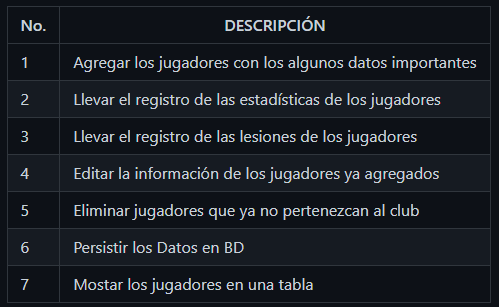 No. DESCRIPCIÓN
1 Agregar los jugadores con los algunos datos importantes
2 Llevar el registro de las estadísticas de los jugadores
3 Llevar el registro de las lesiones de los jugadores
4 Editar la información de los jugadores ya agregados
5 Eliminar jugadores que ya no pertenezcan al club
6 Persistir los Datos en BD
7 Mostar los jugadores en una tabla